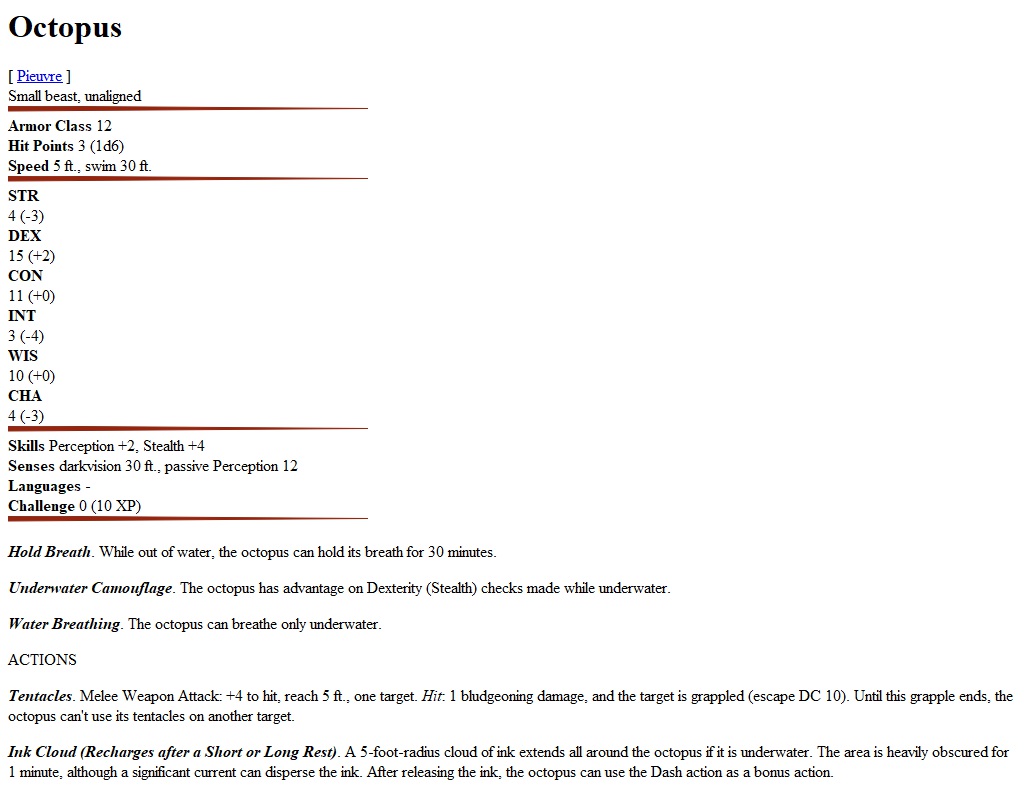 Octopus
[ Pieuvre ]
Small beast, unaligned
Armor Class 12
Hit Points 3 (1d6)
Speed 5 ft., swim 30 ft.
STR
4 (-3)
DEX
15 (+2)
CON
11 (+0)
INT
3 (-4)
WIS
10 (+0)
CHA
4 (-3)
Skills Perception +2, Stealth +4
Senses darkvision 30 ft., passive Perception 12
Languages -
Challenge 0 (10 XP)
Hold Breath. While out of water, the octopus can hold its breath for 30 minutes.
Underwater Camouflage. The octopus has advantage on Dexterity (Stealth) checks made while underwater.
Water Breathing. The octopus can breathe only underwater.
ACTIONS
Tentacles. Melee Weapon Attack: +4 to hit, reach 5 ft., one target. Hit: 1 bludgeoning damage, and the target is grappled (escape DC 10). Until this grapple ends, the
octopus can't use its tentacles on another target.
Ink Cloud (Recharges after a Short or Long Rest). A 5-foot-radius cloud of ink extends all around the octopus if it is underwater. The area is heavily obscured for
1 minute, although a significant current can disperse the ink. After releasing the ink, the octopus can use the Dash action as a bonus action.